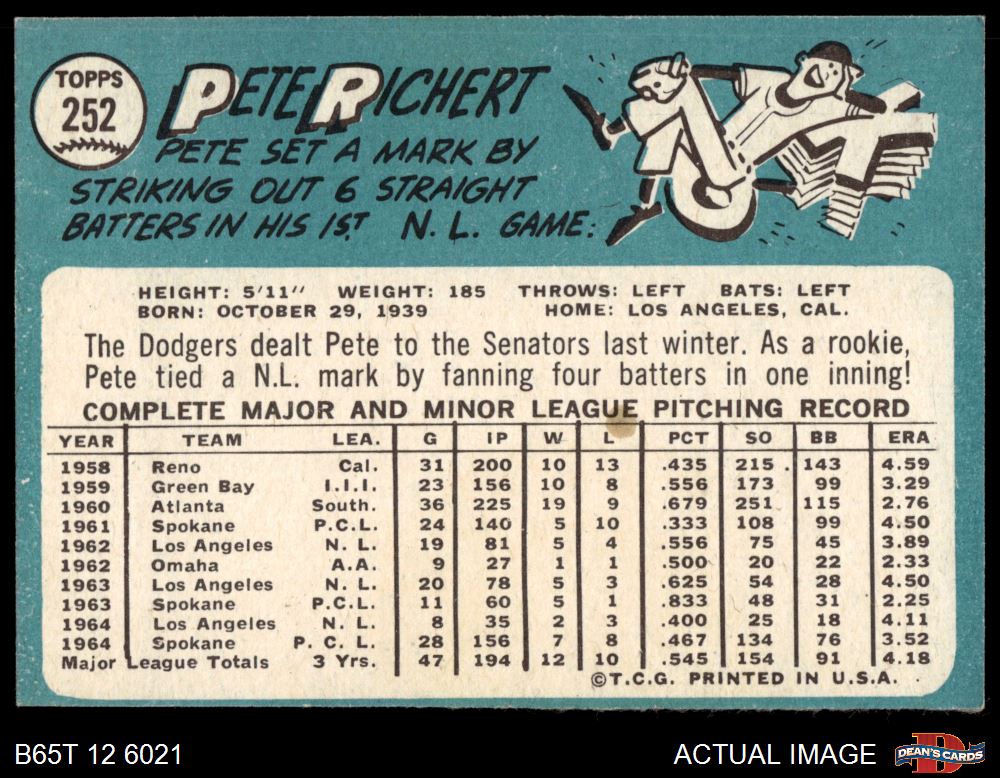 TOPPS
252
PETE RICHERT
PETE SET A MARK BY
STRIKING OUT 6 STRAIGHT
BATTERS IN HIS 1ST N. L. GAME.
HEIGHT: 5'11" WEIGHT: 185 THROWS: LEFT BATS: LEFT
BORN: OCTOBER 29, 1939 HOME: LOS ANGELES, CAL.
The Dodgers dealt Pete to the Senators last winter. As a rookie,
Pete tied a N.L. mark by fanning four batters in one inning!
COMPLETE MAJOR AND MINOR LEAGUE PITCHING RECORD
YEAR TEAM LEA. G IP W L PCT SO BB ERA
1958 Reno Cal. 31 200 10 13 .435 215 143 4.59
1959 Green Bay I.I.I. 23 156 10 8 .556 173 99 3.29
1960 Atlanta South. 36 225 19 9 .679 251 115 2.76
1961 Spokane P.C.L. 24 140 5 10 .333 108 99 4.50
1962 Los Angeles N. L. 19 81 5 4 .556 75 45 3.89
1962 Omaha A.A. 9 27 1 1 .500 20 22 2.33
1963 Los Angeles N. L. 20 78 5 3 .625 54 28 4.50
1963 Spokane P.C.L. 11 60 5 1 .833 48 31 2.25
1964 Los Angeles N. L. 8 35 2 3 .400 25 18 4.11
1964 Spokane P. C. L. 28 156 7 8 .467 134 76 3.52
Major League Totals 3 Yrs. 47 194 12 10 .545 154 91 4.18
©T.C.G. PRINTED IN U.S.A.
B65T 12 6021 ACTUAL IMAGE DEAN'S CARDS